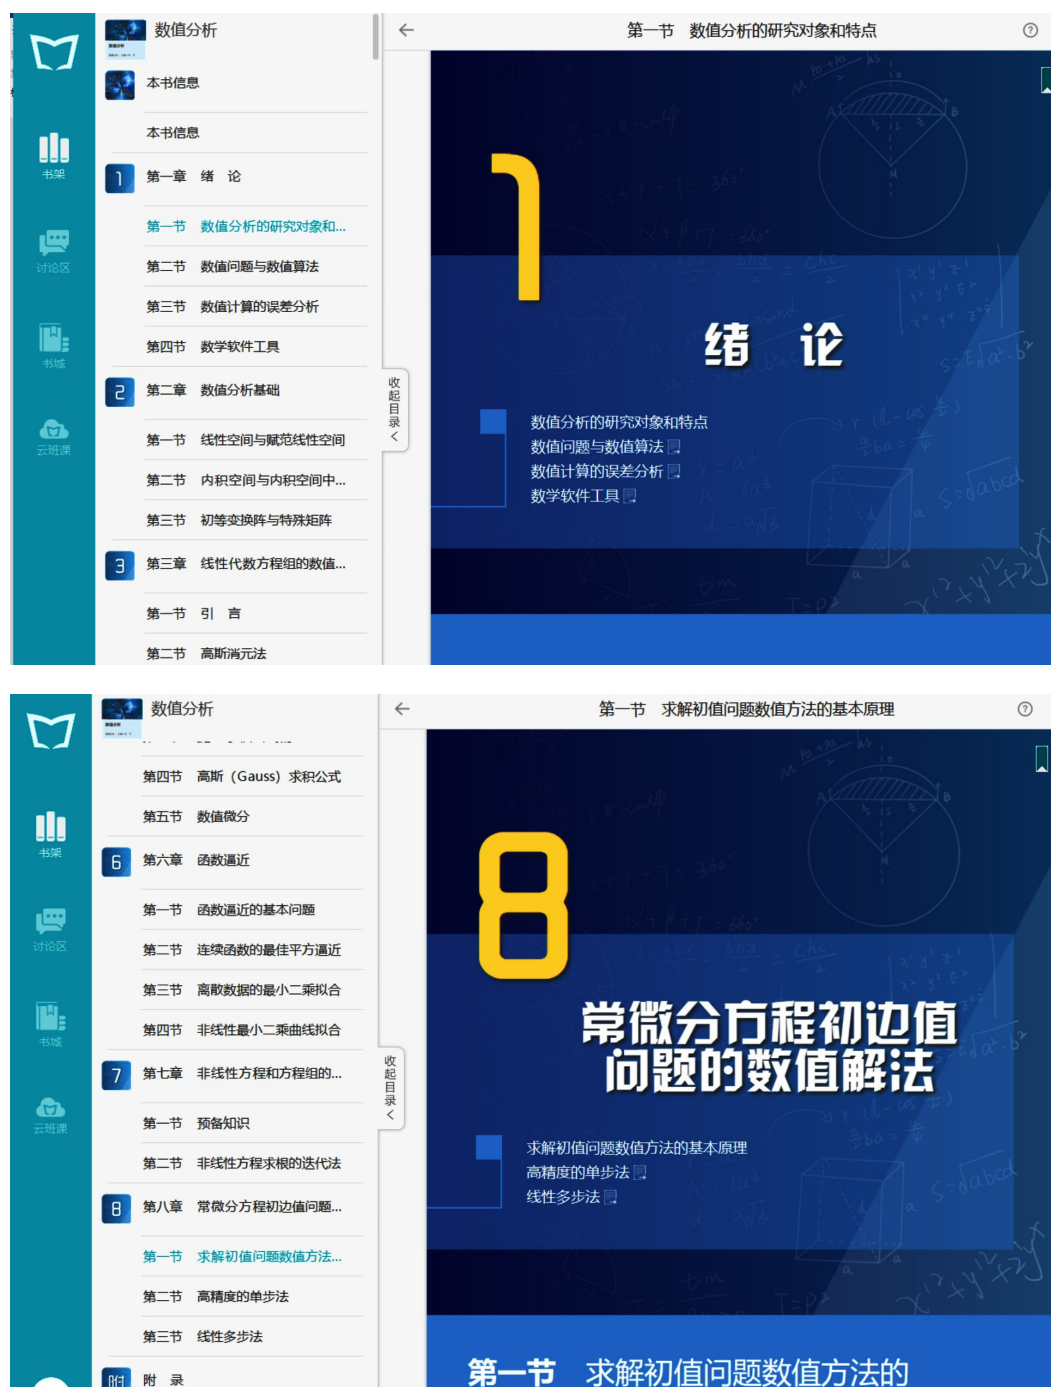 数值分析
第一节 数值分析的研究对象和特点
本书信息
本书信息
书架
第一章 绪 论
第一节 数值分析的研究对象和...
第二节 数值问题与数值算法
讨论区
第三节 数值计算的误差分析
第四节 数学软件工具
书城
第二章 数值分析基础
第一节 线性空间与赋范线性空间
云班课
第二节 内积空间与内积空间中...
第三节 初等变换阵与特殊矩阵
第三章 线性代数方程组的数值...
第一节 引 言
第二节 高斯消元法
收起目录
1
绪 论
数值分析的研究对象和特点
数值问题与数值算法
数值计算的误差分析
数学软件工具
数值分析
第一节 求解初值问题数值方法的基本原理
第四节 高斯（Gauss）求积公式
第五节 数值微分
书架
6 第六章 函数逼近
第一节 函数逼近的基本问题
讨论区
第二节 连续函数的最佳平方逼近
第三节 离散数据的最小二乘拟合
第四节 非线性最小二乘曲线拟合
书城
7 第七章 非线性方程和方程组的...
第一节 预备知识
云班课
第二节 非线性方程求根的迭代法
8 第八章 常微分方程初边值问题...
第一节 求解初值问题数值方法...
第二节 高精度的单步法
第三节 线性多步法
附 附 录
收起目录
8
常微分方程初边值
问题的数值解法
求解初值问题数值方法的基本原理
高精度的单步法
线性多步法
第一节 求解初值问题数值方法的